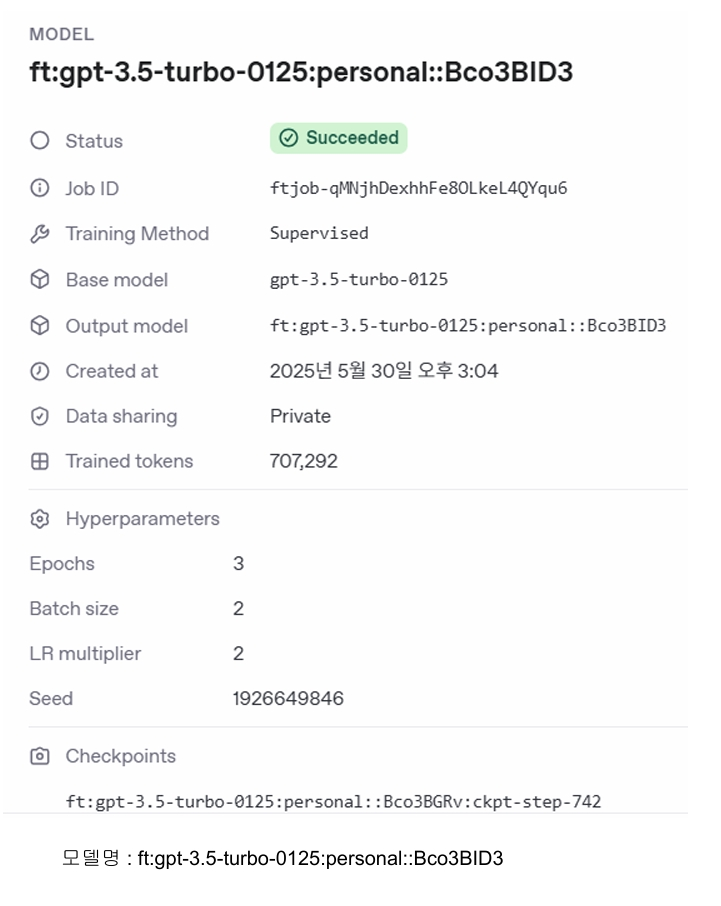 MODEL
ft:gpt-3.5-turbo-0125:personal::Bco3BID3
Status Succeeded
Job ID ftjob-qMNjhDexhhFe8OLkeL4QYqu6
Training Method Supervised
Base model gpt-3.5-turbo-0125
Output model ft:gpt-3.5-turbo-0125:personal::Bco3BID3
Created at 2025년 5월 30일 오후 3:04
Data sharing Private
Trained tokens 707,292
Hyperparameters
Epochs 3
Batch size 2
LR multiplier 2
Seed 1926649846
Checkpoints
ft:gpt-3.5-turbo-0125:personal::Bco3BGRv:ckpt-step-742
모델명 : ft:gpt-3.5-turbo-0125:personal::Bco3BID3